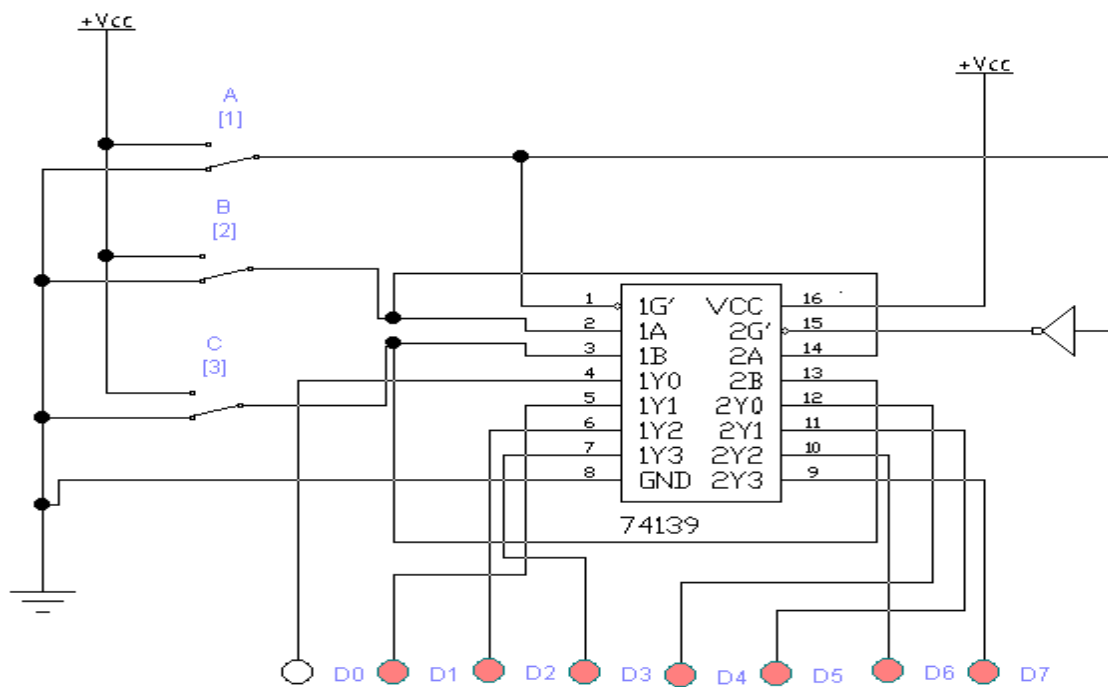 +Vcc
+Vcc
A
[1]
B
[2]
C
[3]
1 1G' VCC 16
2 1A 2G' 15
3 1B 2A 14
4 1Y0 2B 13
5 1Y1 2Y0 12
6 1Y2 2Y1 11
7 1Y3 2Y2 10
8 GND 2Y3 9
74139
D0 D1 D2 D3 D4 D5 D6 D7